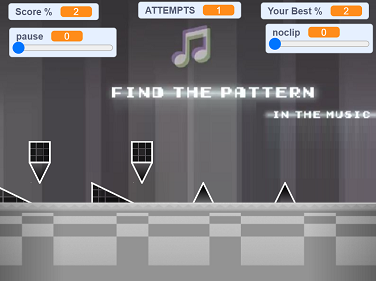 Score % 2
ATTEMPTS 1
Your Best % 2
pause 0
noclip 0
FIND THE PATTERN
IN THE MUSIC